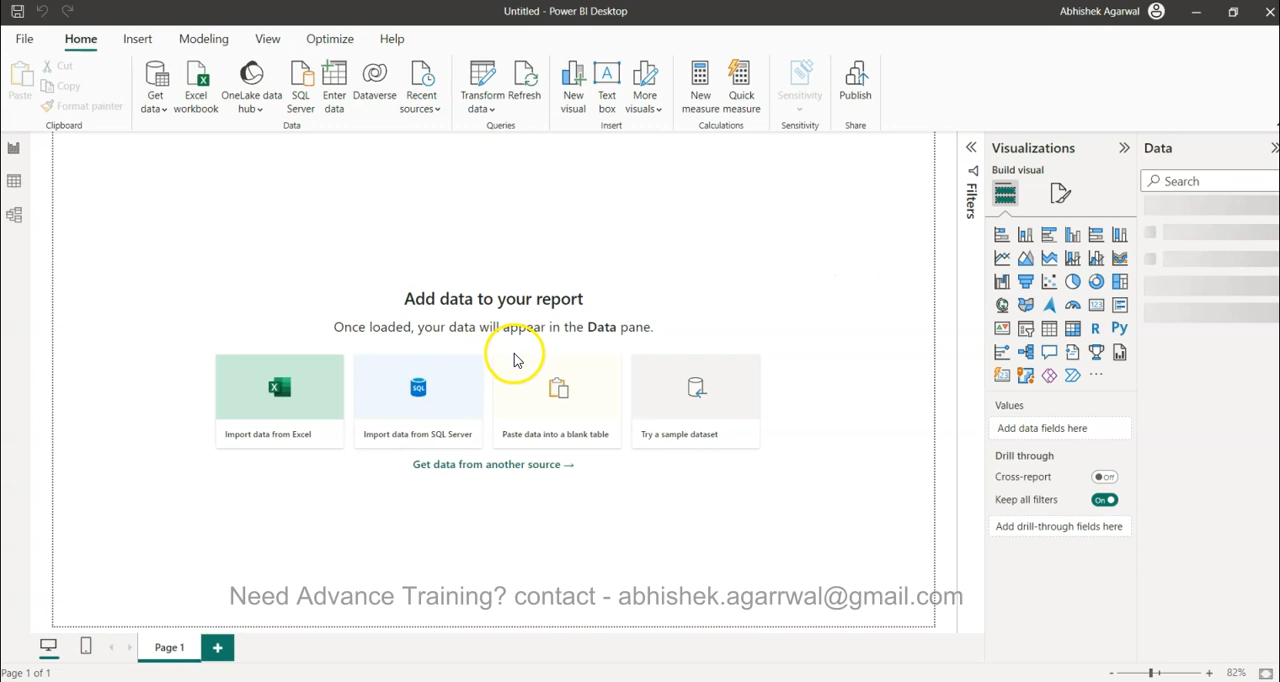 Untitled - Power BI Desktop
Abhishek Agarwal
File Home Insert Modeling View Optimize Help
Paste
Cut
Copy
Format painter
Clipboard
Get data
Excel workbook
OneLake data hub
SQL Server
Enter data
Dataverse
Recent sources
Data
Transform data
Refresh
Queries
New visual
Text box
More visuals
Insert
New measure
Quick measure
Calculations
Sensitivity
Sensitivity
Publish
Share
Add data to your report
Once loaded, your data will appear in the Data pane.
Import data from Excel
Import data from SQL Server
Paste data into a blank table
Try a sample dataset
Get data from another source →
Need Advance Training? contact - abhishek.agarrwal@gmail.com
Filters
Visualizations
Build visual
R
Py
Values
Add data fields here
Drill through
Cross-report
Off
Keep all filters
On
Add drill-through fields here
Data
Search
Page 1
Page 1 of 1
82%